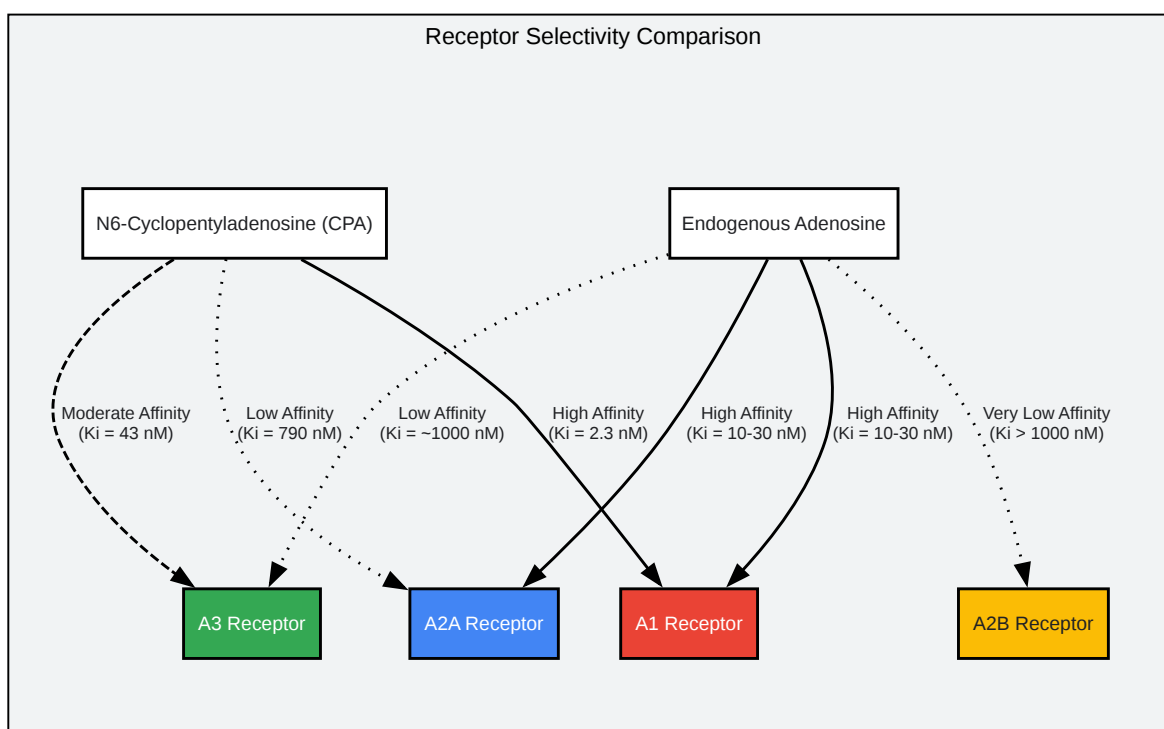 Receptor Selectivity Comparison
N6-Cyclopentyladenosine (CPA)
Endogenous Adenosine
Moderate Affinity
(Ki = 43 nM)
Low Affinity
(Ki = 790 nM)
Low Affinity
(Ki = ~1000 nM)
High Affinity
(Ki = 2.3 nM)
High Affinity
(Ki = 10-30 nM)
High Affinity
(Ki = 10-30 nM)
Very Low Affinity
(Ki > 1000 nM)
A3 Receptor
A2A Receptor
A1 Receptor
A2B Receptor